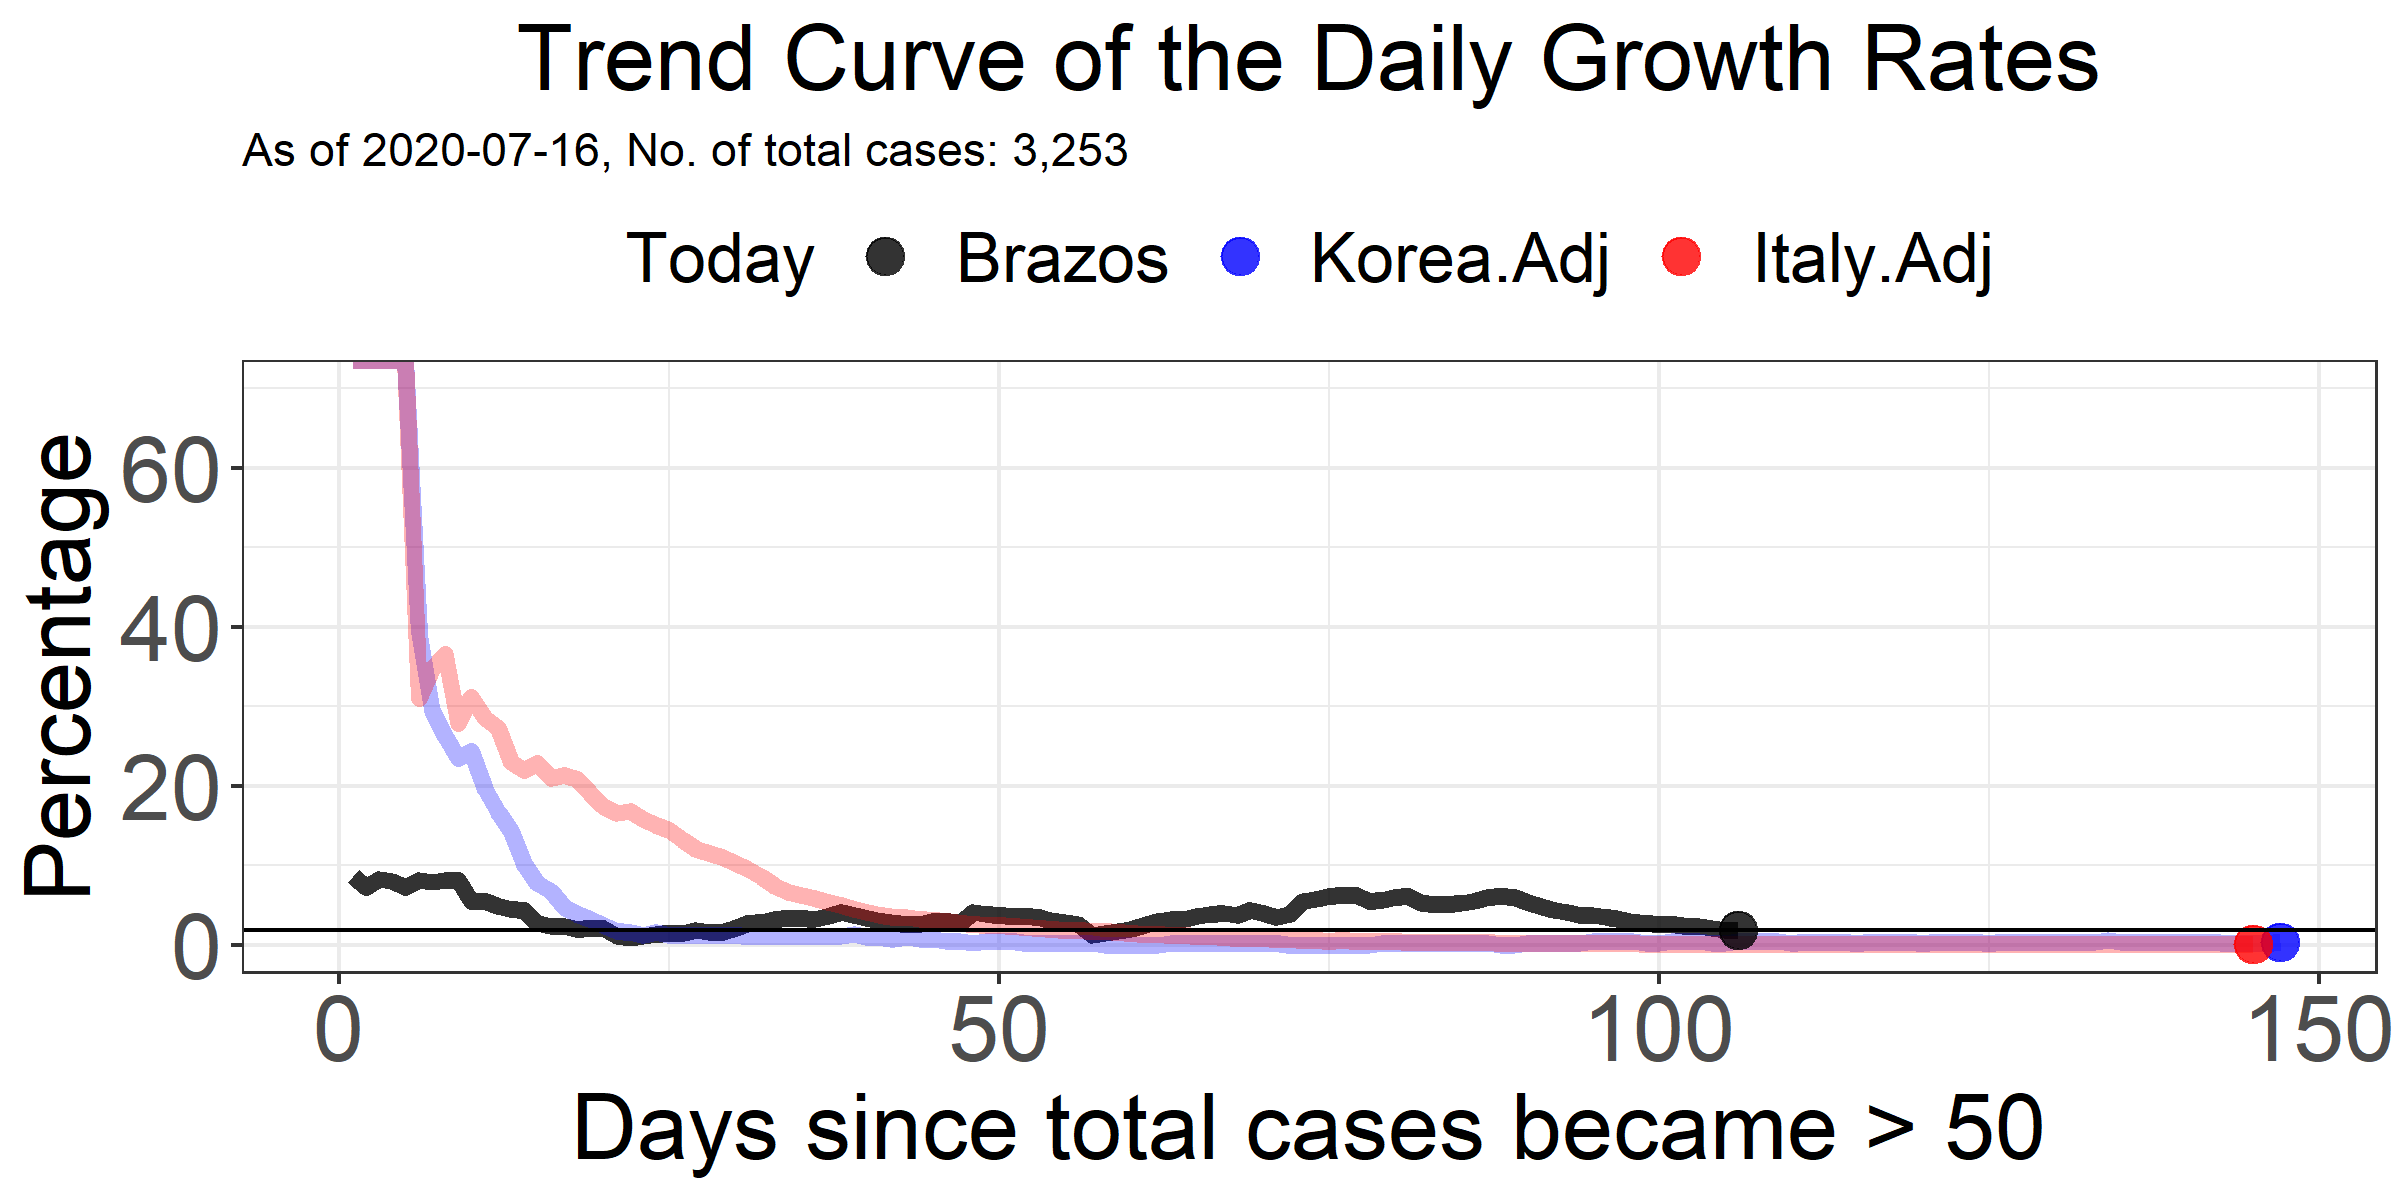 Trend Curve of the Daily Growth Rates
As of 2020-07-16, No. of total cases: 3,253
Today Brazos Korea.Adj Italy.Adj
Percentage
60
40
20
0
0 50 100 150
Days since total cases became > 50